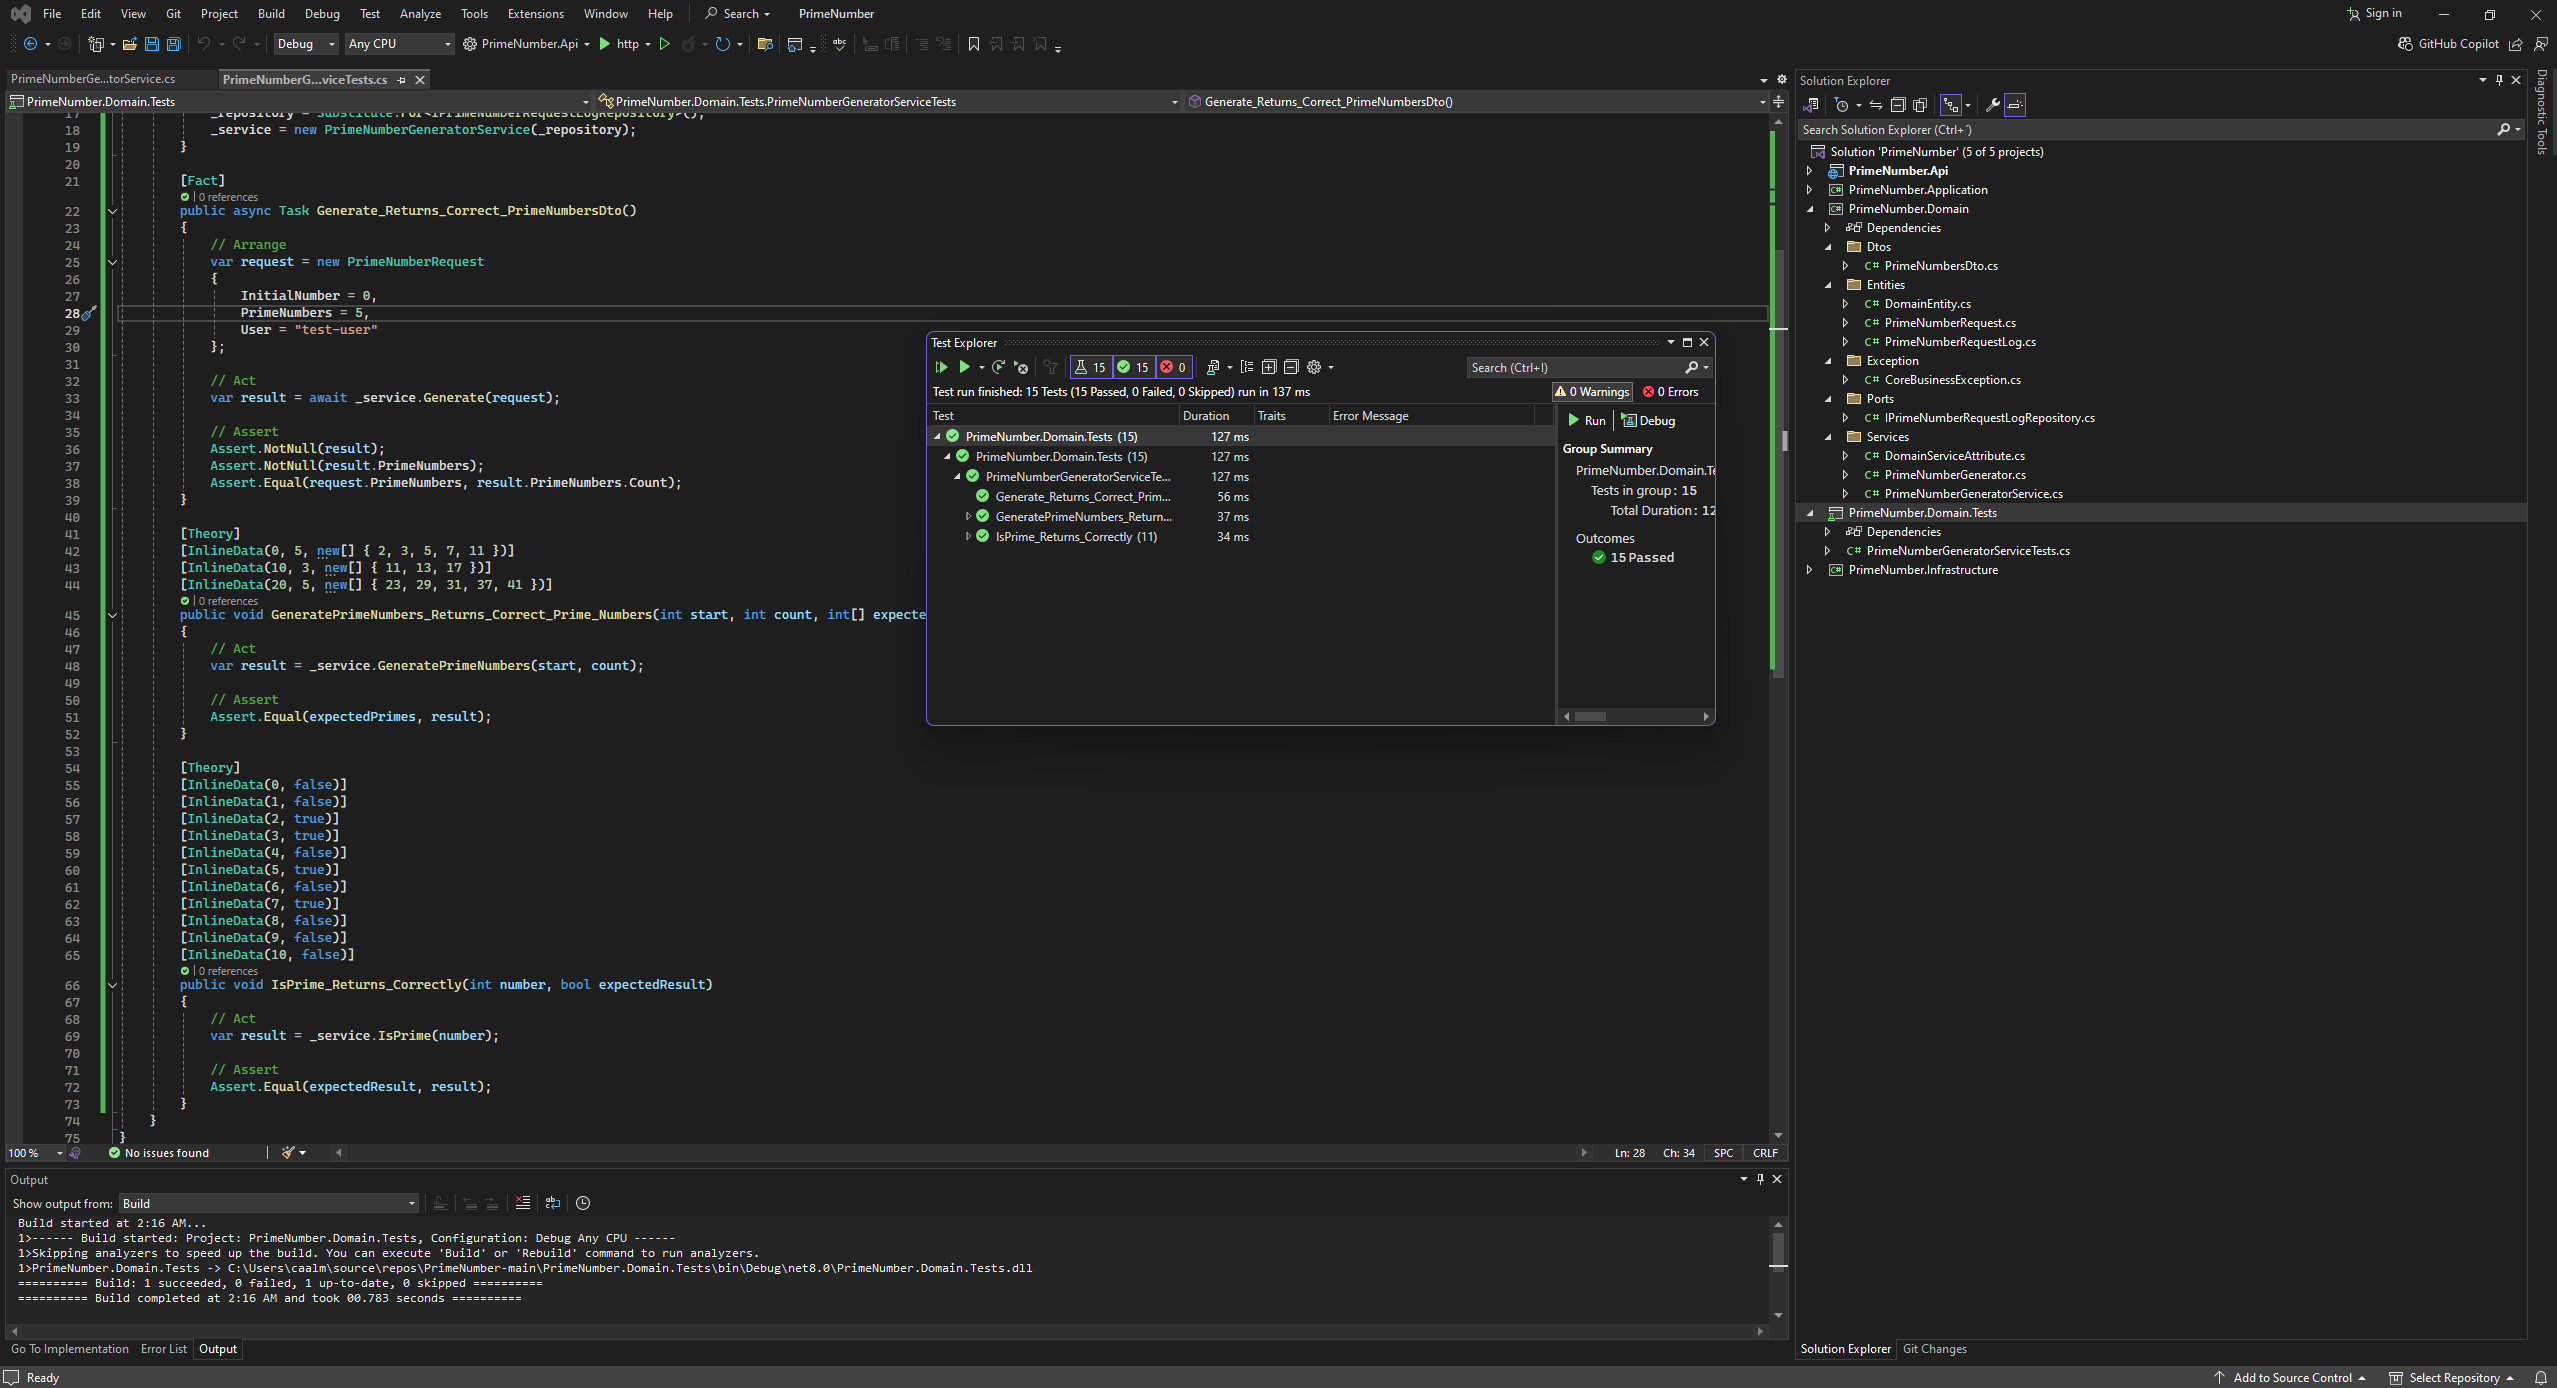 File Edit View Git Project Build Debug Test Analyze Tools Extensions Window Help Search PrimeNumber Sign in
Debug Any CPU PrimeNumber.Api http GitHub Copilot
PrimeNumberGe...torService.cs PrimeNumberG...viceTests.cs
PrimeNumber.Domain.Tests PrimeNumber.Domain.Tests.PrimeNumberGeneratorServiceTests Generate_Returns_Correct_PrimeNumbersDto()
17 _repository = Substitute.For<IPrimeNumberRequestLogRepository>();
18 _service = new PrimeNumberGeneratorService(_repository);
19 }
20
21 [Fact]
0 references
22 public async Task Generate_Returns_Correct_PrimeNumbersDto()
23 {
24 // Arrange
25 var request = new PrimeNumberRequest
26 {
27 InitialNumber = 0,
28 PrimeNumbers = 5,
29 User = "test-user"
30 };
31
32 // Act
33 var result = await _service.Generate(request);
34
35 // Assert
36 Assert.NotNull(result);
37 Assert.NotNull(result.PrimeNumbers);
38 Assert.Equal(request.PrimeNumbers, result.PrimeNumbers.Count);
39 }
40
41 [Theory]
42 [InlineData(0, 5, new[] { 2, 3, 5, 7, 11 })]
43 [InlineData(10, 3, new[] { 11, 13, 17 })]
44 [InlineData(20, 5, new[] { 23, 29, 31, 37, 41 })]
0 references
45 public void GeneratePrimeNumbers_Returns_Correct_Prime_Numbers(int start, int count, int[] expecte
46 {
47 // Act
48 var result = _service.GeneratePrimeNumbers(start, count);
49
50 // Assert
51 Assert.Equal(expectedPrimes, result);
52 }
53
54 [Theory]
55 [InlineData(0, false)]
56 [InlineData(1, false)]
57 [InlineData(2, true)]
58 [InlineData(3, true)]
59 [InlineData(4, false)]
60 [InlineData(5, true)]
61 [InlineData(6, false)]
62 [InlineData(7, true)]
63 [InlineData(8, false)]
64 [InlineData(9, false)]
65 [InlineData(10, false)]
0 references
66 public void IsPrime_Returns_Correctly(int number, bool expectedResult)
67 {
68 // Act
69 var result = _service.IsPrime(number);
70
71 // Assert
72 Assert.Equal(expectedResult, result);
73 }
74 }
75 }
100 % No issues found Ln: 28 Ch: 34 SPC CRLF
Test Explorer
15 15 0 Search (Ctrl+I)
Test run finished: 15 Tests (15 Passed, 0 Failed, 0 Skipped) run in 137 ms 0 Warnings 0 Errors
Test Duration Traits Error Message
PrimeNumber.Domain.Tests (15) 127 ms
PrimeNumber.Domain.Tests (15) 127 ms
PrimeNumberGeneratorServiceTe... 127 ms
Generate_Returns_Correct_Prim... 56 ms
GeneratePrimeNumbers_Return... 37 ms
IsPrime_Returns_Correctly (11) 34 ms
Run Debug
Group Summary
PrimeNumber.Domain.Te
Tests in group: 15
Total Duration: 12
Outcomes
15 Passed
Output
Show output from: Build
Build started at 2:16 AM...
1>------ Build started: Project: PrimeNumber.Domain.Tests, Configuration: Debug Any CPU ------
1>Skipping analyzers to speed up the build. You can execute 'Build' or 'Rebuild' command to run analyzers.
1>PrimeNumber.Domain.Tests -> C:\Users\caalm\source\repos\PrimeNumber-main\PrimeNumber.Domain.Tests\bin\Debug\net8.0\PrimeNumber.Domain.Tests.dll
========== Build: 1 succeeded, 0 failed, 1 up-to-date, 0 skipped ==========
========== Build completed at 2:16 AM and took 00.783 seconds ==========
Go To Implementation Error List Output
Solution Explorer
Search Solution Explorer (Ctrl+´)
Solution 'PrimeNumber' (5 of 5 projects)
PrimeNumber.Api
PrimeNumber.Application
PrimeNumber.Domain
Dependencies
Dtos
C# PrimeNumbersDto.cs
Entities
C# DomainEntity.cs
C# PrimeNumberRequest.cs
C# PrimeNumberRequestLog.cs
Exception
C# CoreBusinessException.cs
Ports
C# IPrimeNumberRequestLogRepository.cs
Services
C# DomainServiceAttribute.cs
C# PrimeNumberGenerator.cs
C# PrimeNumberGeneratorService.cs
PrimeNumber.Domain.Tests
Dependencies
C# PrimeNumberGeneratorServiceTests.cs
PrimeNumber.Infrastructure
Solution Explorer Git Changes
Diagnostic Tools
Ready Add to Source Control Select Repository